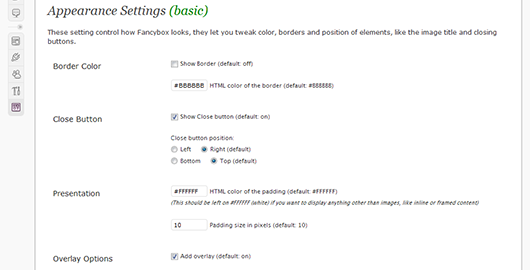 Appearance Settings (basic)
These setting control how Fancybox looks, they let you tweak color, borders and position of elements, like the image title and closing
buttons.
Border Color
Show Border (default: off)
#BBBBBB HTML color of the border (default: #BBBBBB)
Close Button
Show Close button (default: on)
Close button position:
Left Right (default)
Bottom Top (default)
Presentation
#FFFFFF HTML color of the padding (default: #FFFFFF)
(This should be left on #FFFFFF (white) if you want to display anything other than images, like inline or framed content)
10 Padding size in pixels (default: 10)
Overlay Options
Add overlay (default: on)